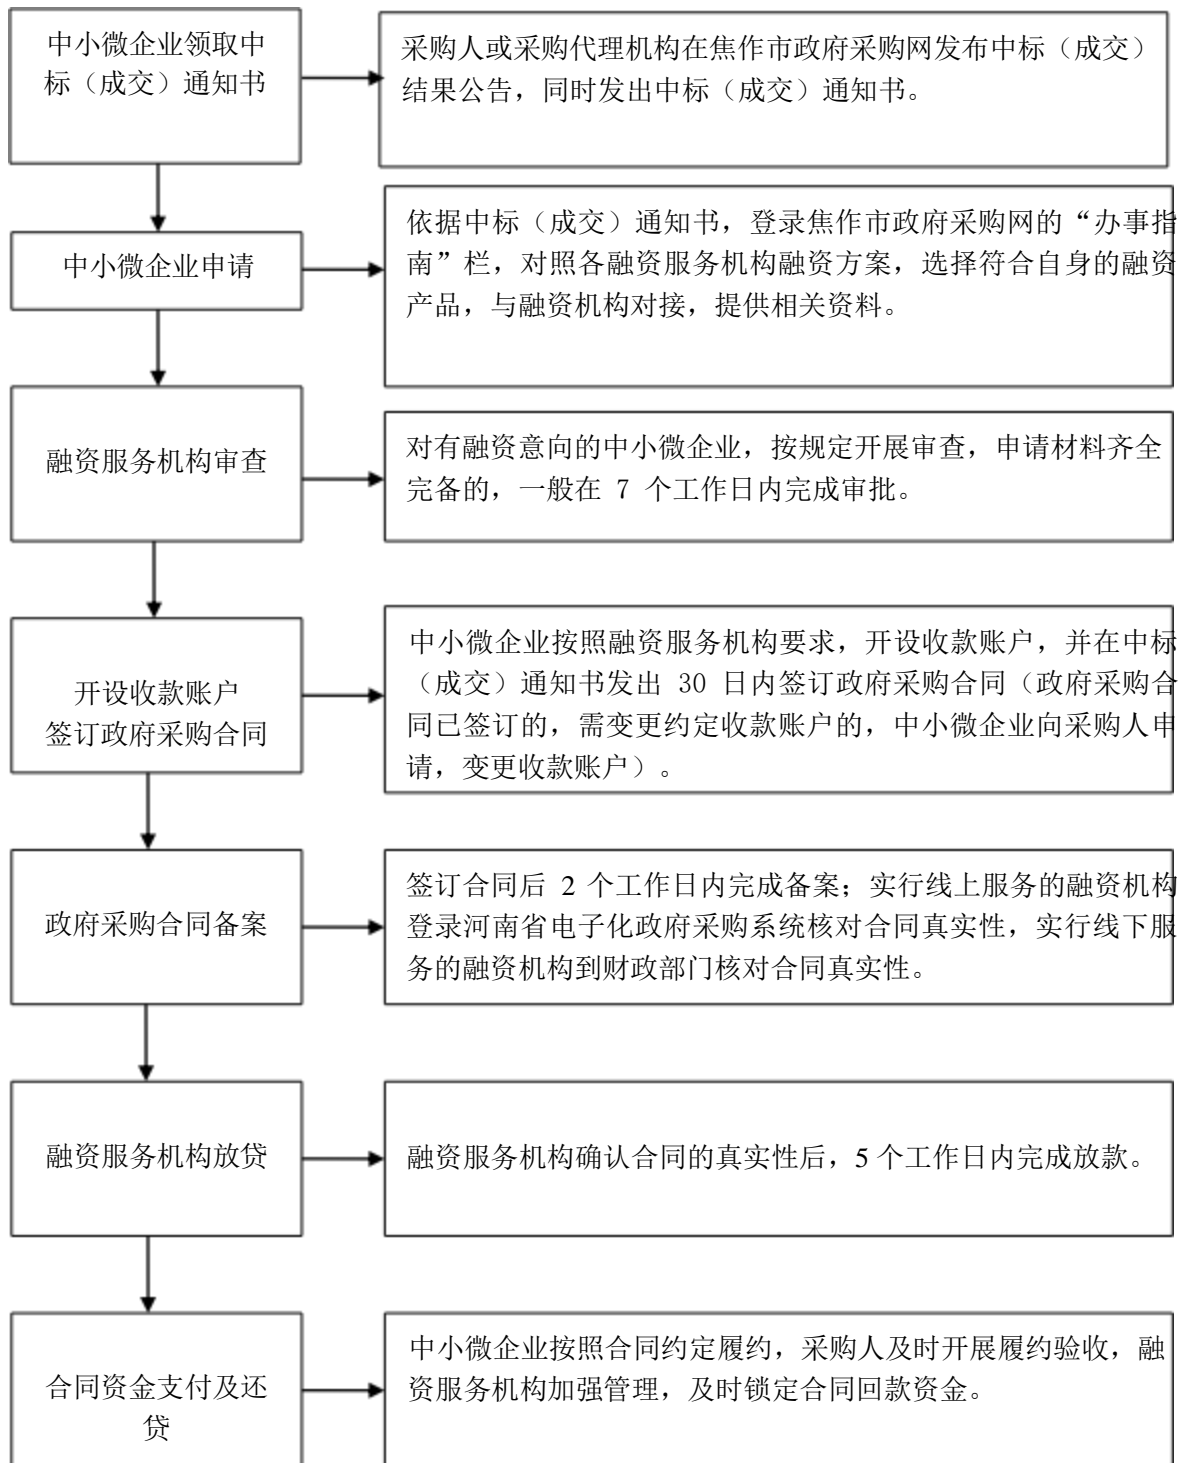 中小微企业领取中
标（成交）通知书
采购人或采购代理机构在焦作市政府采购网发布中标（成交）
结果公告，同时发出中标（成交）通知书。
中小微企业申请
依据中标（成交）通知书，登录焦作市政府采购网的“办事指
南”栏，对照各融资服务机构融资方案，选择符合自身的融资
产品，与融资机构对接，提供相关资料。
融资服务机构审查
对有融资意向的中小微企业，按规定开展审查，申请材料齐全
完备的，一般在 7 个工作日内完成审批。
开设收款账户
签订政府采购合同
中小微企业按照融资服务机构要求，开设收款账户，并在中标
（成交）通知书发出 30 日内签订政府采购合同（政府采购合
同已签订的，需变更约定收款账户的，中小微企业向采购人申
请，变更收款账户）。
政府采购合同备案
签订合同后 2 个工作日内完成备案；实行线上服务的融资机构
登录河南省电子化政府采购系统核对合同真实性，实行线下服
务的融资机构到财政部门核对合同真实性。
融资服务机构放贷
融资服务机构确认合同的真实性后，5 个工作日内完成放款。
合同资金支付及还
贷
中小微企业按照合同约定履约，采购人及时开展履约验收，融
资服务机构加强管理，及时锁定合同回款资金。